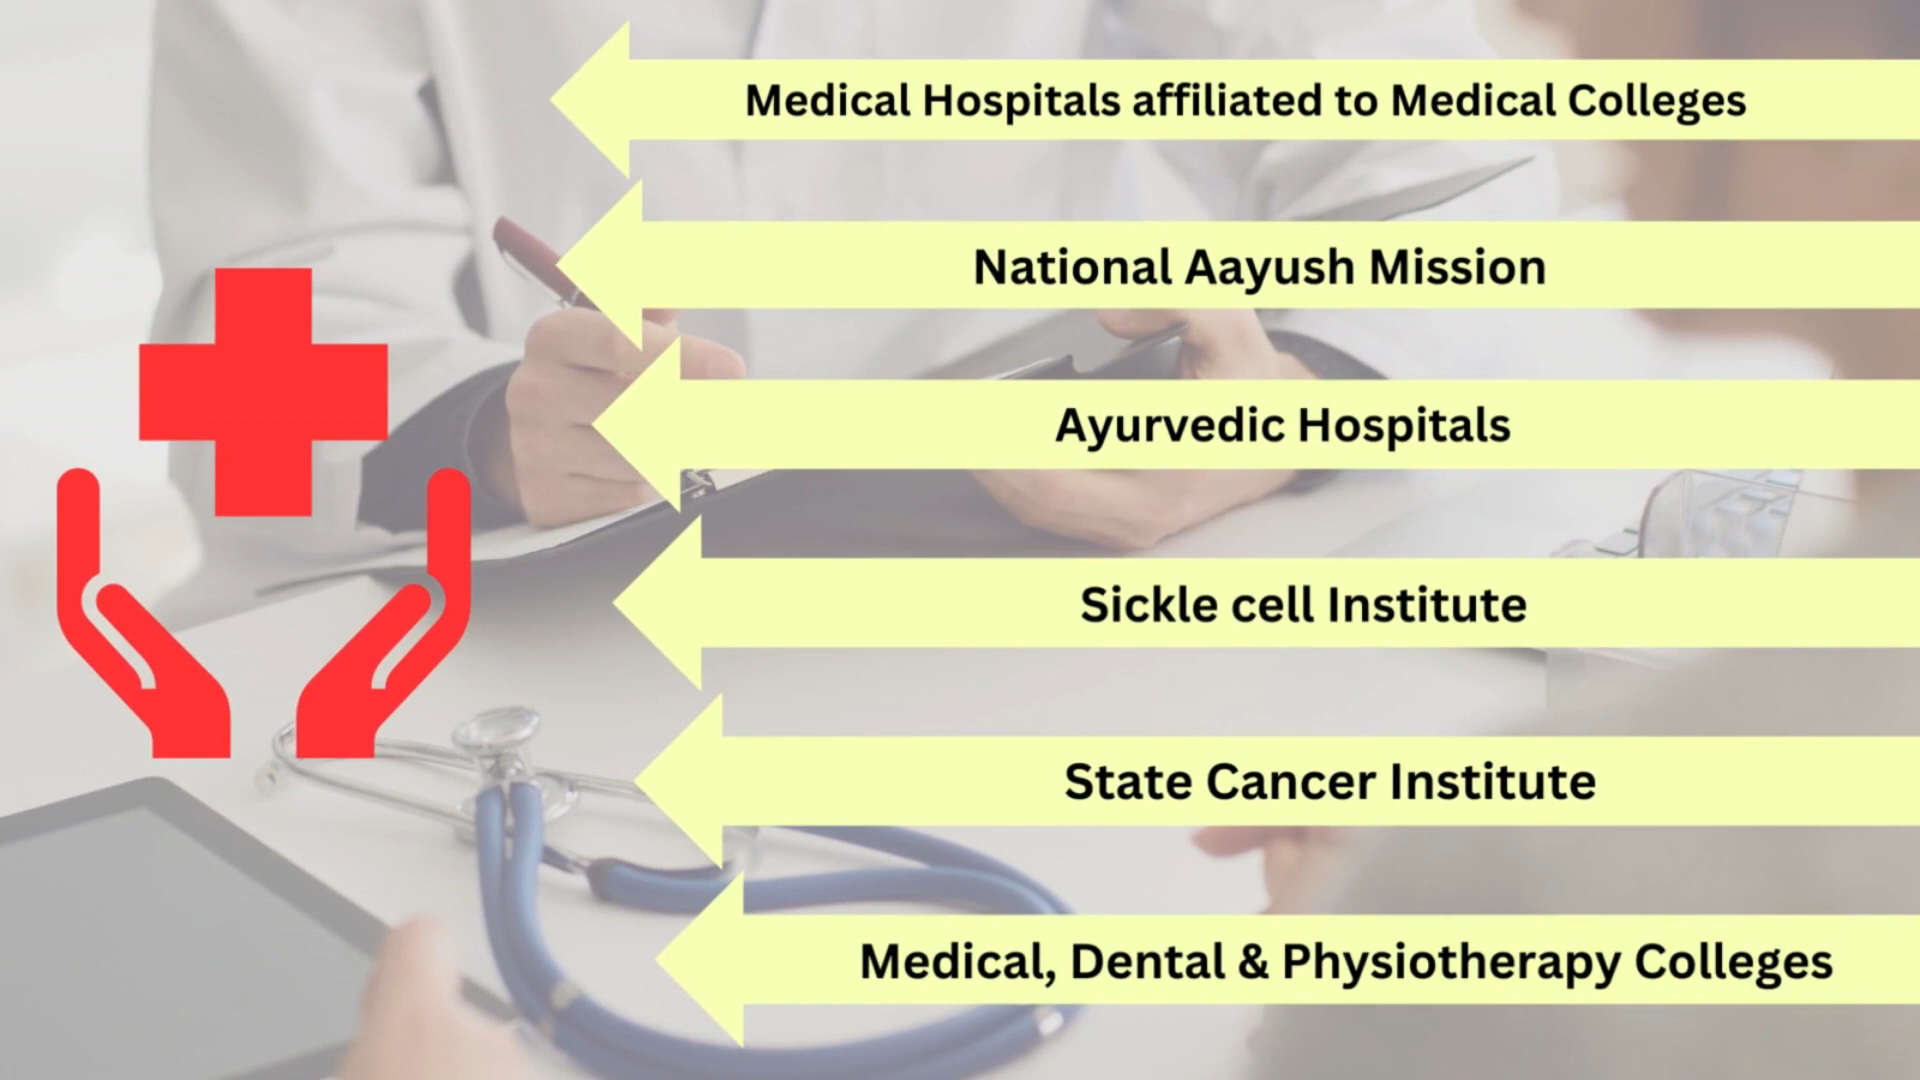 Medical Hospitals affiliated to Medical Colleges
National Aayush Mission
Ayurvedic Hospitals
Sickle cell Institute
State Cancer Institute
Medical, Dental & Physiotherapy Colleges